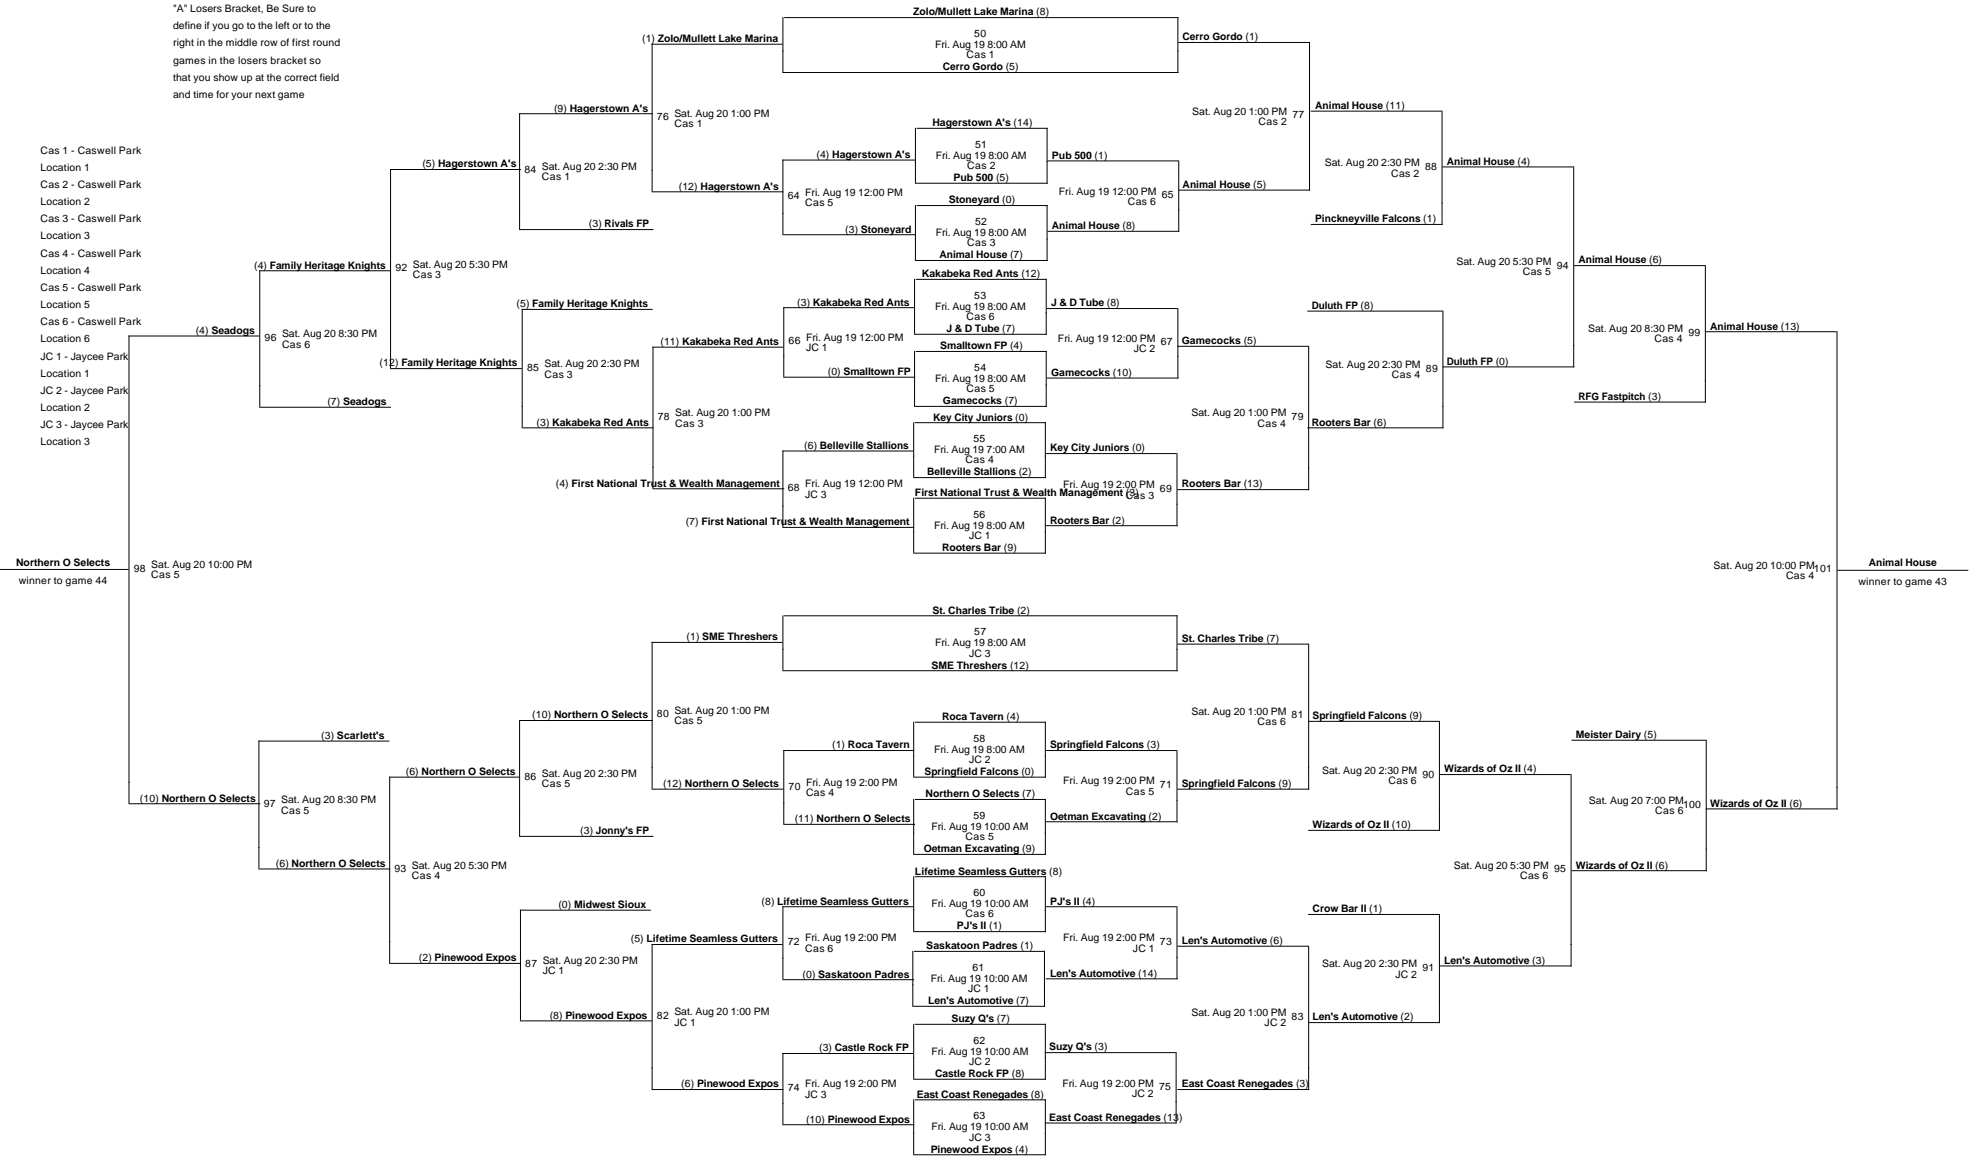 "A" Losers Bracket, Be Sure to
define if you go to the left or to the
right in the middle row of first round
games in the losers bracket so
that you show up at the correct field
and time for your next game
Cas 1 - Caswell Park
Location 1
Cas 2 - Caswell Park
Location 2
Cas 3 - Caswell Park
Location 3
Cas 4 - Caswell Park
Location 4
Cas 5 - Caswell Park
Location 5
Cas 6 - Caswell Park
Location 6
JC 1 - Jaycee Park
Location 1
JC 2 - Jaycee Park
Location 2
JC 3 - Jaycee Park
Location 3
Northern O Selects
winner to game 44
98 Sat. Aug 20 10:00 PM
Cas 5
(4) Seadogs
96 Sat. Aug 20 8:30 PM
Cas 6
(10) Northern O Selects
97 Sat. Aug 20 8:30 PM
Cas 5
(4) Family Heritage Knights
92 Sat. Aug 20 5:30 PM
Cas 3
(7) Seadogs
(3) Scarlett's
(6) Northern O Selects
93 Sat. Aug 20 5:30 PM
Cas 4
(5) Hagerstown A's
84 Sat. Aug 20 2:30 PM
Cas 1
(12) Family Heritage Knights
85 Sat. Aug 20 2:30 PM
Cas 3
(6) Northern O Selects
86 Sat. Aug 20 2:30 PM
Cas 5
(2) Pinewood Expos
87 Sat. Aug 20 2:30 PM
JC 1
(9) Hagerstown A's
76 Sat. Aug 20 1:00 PM
Cas 1
(3) Rivals FP
(5) Family Heritage Knights
(3) Kakabeka Red Ants
78 Sat. Aug 20 1:00 PM
Cas 3
(10) Northern O Selects
80 Sat. Aug 20 1:00 PM
Cas 5
(3) Jonny's FP
(0) Midwest Sioux
(8) Pinewood Expos
82 Sat. Aug 20 1:00 PM
JC 1
(1) Zolo/Mullett Lake Marina
(12) Hagerstown A's
64 Fri. Aug 19 12:00 PM
Cas 5
(11) Kakabeka Red Ants
66 Fri. Aug 19 12:00 PM
JC 1
(4) First National Trust & Wealth Management
68 Fri. Aug 19 12:00 PM
JC 3
(1) SME Threshers
(12) Northern O Selects
70 Fri. Aug 19 2:00 PM
Cas 4
(5) Lifetime Seamless Gutters
72 Fri. Aug 19 2:00 PM
Cas 6
(6) Pinewood Expos
74 Fri. Aug 19 2:00 PM
JC 3
(4) Hagerstown A's
(3) Stoneyard
(3) Kakabeka Red Ants
(0) Smalltown FP
(6) Belleville Stallions
(7) First National Trust & Wealth Management
(1) Roca Tavern
(11) Northern O Selects
(8) Lifetime Seamless Gutters
(0) Saskatoon Padres
(3) Castle Rock FP
(10) Pinewood Expos
Zolo/Mullett Lake Marina (8)
50
Fri. Aug 19 8:00 AM
Cas 1
Cerro Gordo (5)
Hagerstown A's (14)
51
Fri. Aug 19 8:00 AM
Cas 2
Pub 500 (5)
Stoneyard (0)
52
Fri. Aug 19 8:00 AM
Cas 3
Animal House (7)
Kakabeka Red Ants (12)
53
Fri. Aug 19 8:00 AM
Cas 6
J & D Tube (7)
Smalltown FP (4)
54
Fri. Aug 19 8:00 AM
Cas 5
Gamecocks (7)
Key City Juniors (0)
55
Fri. Aug 19 7:00 AM
Cas 4
Belleville Stallions (2)
First National Trust & Wealth Management
56
Fri. Aug 19 8:00 AM
JC 1
Rooters Bar (9)
St. Charles Tribe (2)
57
Fri. Aug 19 8:00 AM
JC 3
SME Threshers (12)
Roca Tavern (4)
58
Fri. Aug 19 8:00 AM
JC 2
Springfield Falcons (0)
Northern O Selects (7)
59
Fri. Aug 19 10:00 AM
Cas 5
Oetman Excavating (9)
Lifetime Seamless Gutters (8)
60
Fri. Aug 19 10:00 AM
Cas 6
PJ's II (1)
Saskatoon Padres (1)
61
Fri. Aug 19 10:00 AM
JC 1
Len's Automotive (7)
Suzy Q's (7)
62
Fri. Aug 19 10:00 AM
JC 2
Castle Rock FP (8)
East Coast Renegades (8)
63
Fri. Aug 19 10:00 AM
JC 3
Pinewood Expos (4)
Pub 500 (1)
Fri. Aug 19 12:00 PM 65
Cas 6
Animal House (8)
J & D Tube (8)
Fri. Aug 19 12:00 PM 67
JC 2
Gamecocks (10)
Key City Juniors (0)
Fri. Aug 19 2:00 PM 69
Cas 3
Rooters Bar (2)
Springfield Falcons (3)
Fri. Aug 19 2:00 PM 71
Cas 5
Oetman Excavating (2)
PJ's II (4)
Fri. Aug 19 2:00 PM 73
JC 1
Len's Automotive (14)
Suzy Q's (3)
Fri. Aug 19 2:00 PM 75
JC 2
East Coast Renegades (13)
Cerro Gordo (1)
Sat. Aug 20 1:00 PM 77
Cas 2
Animal House (5)
Gamecocks (5)
Sat. Aug 20 1:00 PM 79
Cas 4
Rooters Bar (13)
St. Charles Tribe (7)
Sat. Aug 20 1:00 PM 81
Cas 6
Springfield Falcons (9)
Len's Automotive (6)
Sat. Aug 20 1:00 PM 83
JC 2
East Coast Renegades (3)
Animal House (11)
Sat. Aug 20 2:30 PM 88
Cas 2
Pinckneyville Falcons (1)
Duluth FP (8)
Sat. Aug 20 2:30 PM 89
Cas 4
Rooters Bar (6)
Springfield Falcons (9)
Sat. Aug 20 2:30 PM 90
Cas 6
Wizards of Oz II (10)
Crow Bar II (1)
Sat. Aug 20 2:30 PM 91
JC 2
Len's Automotive (2)
Animal House (4)
Sat. Aug 20 5:30 PM 94
Cas 5
Duluth FP (0)
Wizards of Oz II (4)
Sat. Aug 20 5:30 PM 95
Cas 6
Len's Automotive (3)
Animal House (6)
Sat. Aug 20 8:30 PM 99
Cas 4
RFG Fastpitch (3)
Meister Dairy (5)
Sat. Aug 20 7:00 PM 100
Cas 6
Wizards of Oz II (6)
Animal House (13)
Sat. Aug 20 10:00 PM 101
Cas 4
Wizards of Oz II (6)
Animal House
winner to game 43